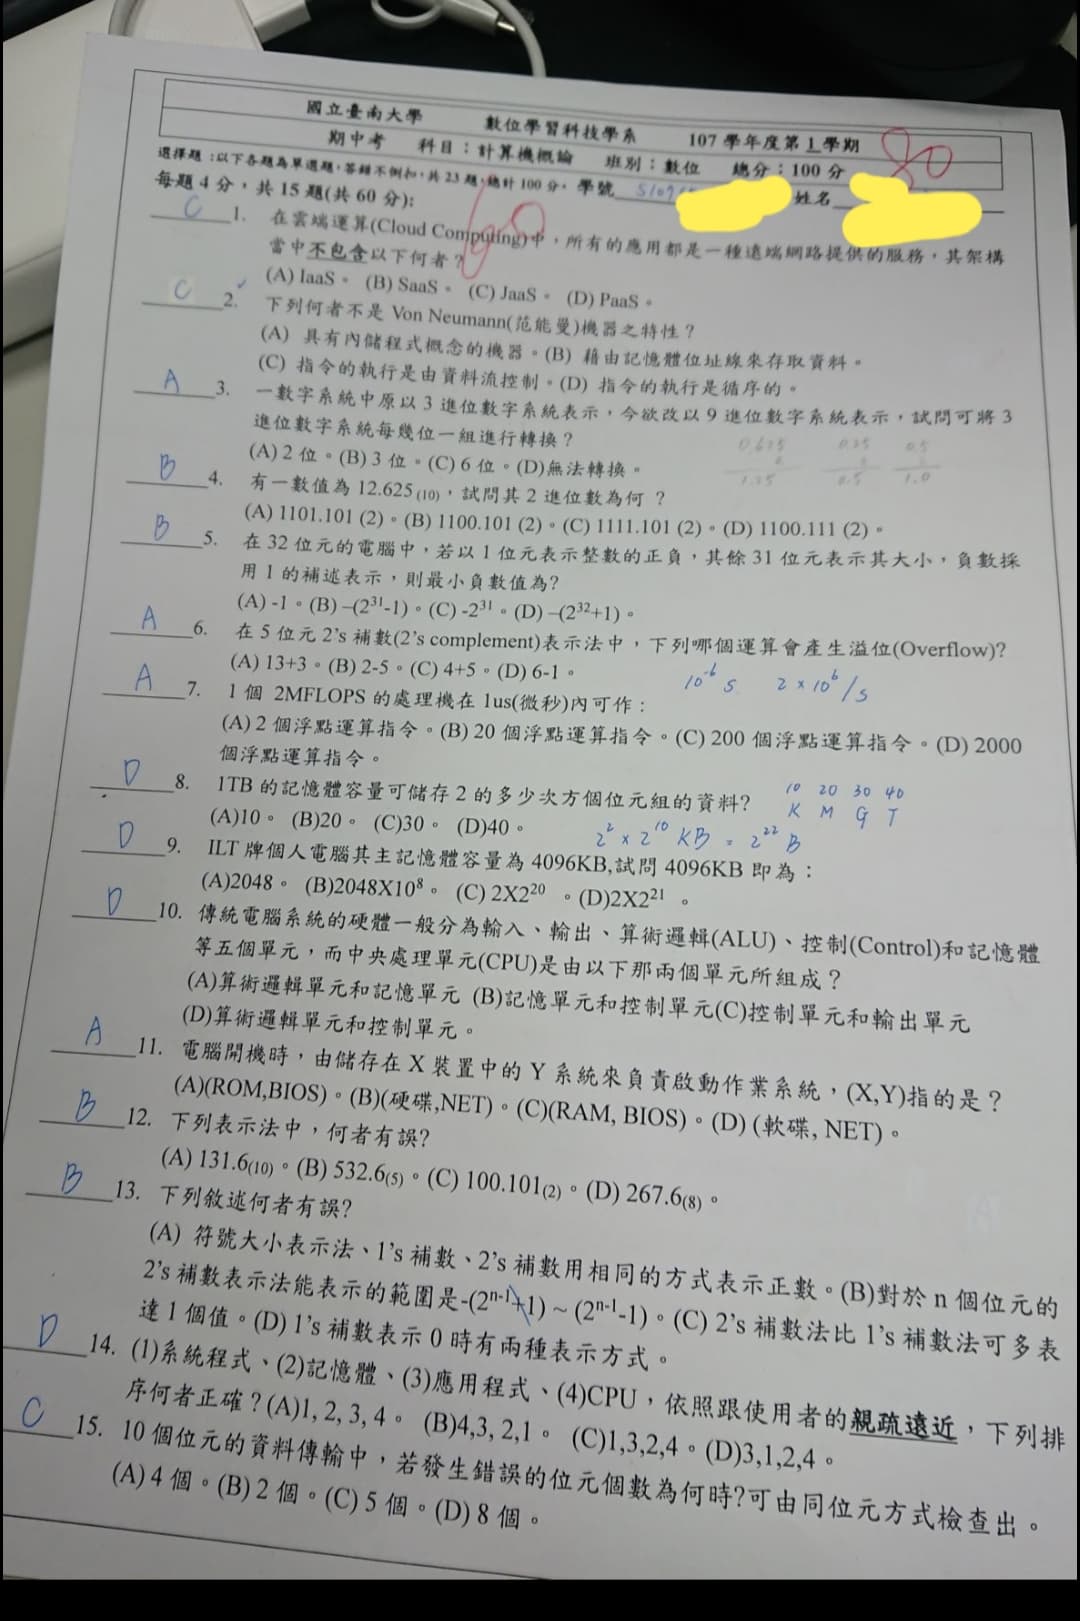 國立臺南大學 數位學習科技學系 107 學年度第 1 學期
期中考 科目：計算機概論 班別：數位 總分：100 分 80
選擇題：以下各題為單選題，答錯不倒扣，共 23 題，總計 100 分。 學號 S1091 姓名
每題 4 分，共 15 題(共 60 分)： 60
C 1. 在雲端運算(Cloud Computing)中，所有的應用都是一種遠端網路提供的服務，其架構
當中不包含以下何者？
(A) IaaS。 (B) SaaS。 (C) JaaS。 (D) PaaS。
C 2. 下列何者不是 Von Neumann(范能曼)機器之特性？
(A) 具有內儲程式概念的機器。(B) 藉由記憶體位址線來存取資料。
(C) 指令的執行是由資料流控制。(D) 指令的執行是循序的。
A 3. 一數字系統中原以 3 進位數字系統表示，今欲改以 9 進位數字系統表示，試問可將 3
進位數字系統每幾位一組進行轉換？
(A) 2 位。(B) 3 位。(C) 6 位。(D)無法轉換。
0.625 0.25 0.5
2
1.25 0.5 1.0
B 4. 有一數值為 12.625(10)，試問其 2 進位數為何 ？
(A) 1101.101 (2)。(B) 1100.101 (2)。(C) 1111.101 (2)。(D) 1100.111 (2)。
B 5. 在 32 位元的電腦中，若以 1 位元表示整數的正負，其餘 31 位元表示其大小，負數採
用 1 的補述表示，則最小負數值為?
(A) -1。(B) –(2³¹-1)。(C) -2³¹。(D) –(2³²+1)。
A 6. 在 5 位元 2’s 補數(2’s complement)表示法中，下列哪個運算會產生溢位(Overflow)?
(A) 13+3。(B) 2-5。(C) 4+5。(D) 6-1。
10⁻⁶ s 2 × 10⁶ /s
A 7. 1 個 2MFLOPS 的處理機在 1us(微秒)內可作：
(A) 2 個浮點運算指令。(B) 20 個浮點運算指令。(C) 200 個浮點運算指令。(D) 2000
個浮點運算指令。
D 8. 1TB 的記憶體容量可儲存 2 的多少次方個位元組的資料?
10 20 30 40
K M G T
(A)10。 (B)20。 (C)30。 (D)40。
2² × 2¹⁰ KB = 2²² B
D 9. ILT 牌個人電腦其主記憶體容量為 4096KB,試問 4096KB 即為：
(A)2048。 (B)2048X10⁸。 (C) 2X2²⁰ 。(D)2X2²¹ 。
D 10. 傳統電腦系統的硬體一般分為輸入、輸出、算術邏輯(ALU)、控制(Control)和記憶體
等五個單元，而中央處理單元(CPU)是由以下那兩個單元所組成？
(A)算術邏輯單元和記憶單元 (B)記憶單元和控制單元(C)控制單元和輸出單元
(D)算術邏輯單元和控制單元。
A 11. 電腦開機時，由儲存在 X 裝置中的 Y 系統來負責啟動作業系統，(X,Y)指的是？
(A)(ROM,BIOS)。(B)(硬碟,NET)。(C)(RAM, BIOS)。(D) (軟碟, NET)。
B 12. 下列表示法中，何者有誤?
(A) 131.6(10)。(B) 532.6(5)。(C) 100.101(2)。(D) 267.6(8)。
B 13. 下列敘述何者有誤?
(A) 符號大小表示法、1’s 補數、2’s 補數用相同的方式表示正數。(B)對於 n 個位元的
2’s 補數表示法能表示的範圍是-(2ⁿ⁻¹+1) ~ (2ⁿ⁻¹-1)。(C) 2’s 補數法比 1’s 補數法可多表
達 1 個值。(D) 1’s 補數表示 0 時有兩種表示方式。
D 14. (1)系統程式、(2)記憶體、(3)應用程式、(4)CPU，依照跟使用者的親疏遠近，下列排
序何者正確？(A)1, 2, 3, 4。 (B)4,3, 2,1。 (C)1,3,2,4。(D)3,1,2,4。
C 15. 10 個位元的資料傳輸中，若發生錯誤的位元個數為何時?可由同位元方式檢查出。
(A) 4 個。(B) 2 個。(C) 5 個。(D) 8 個。